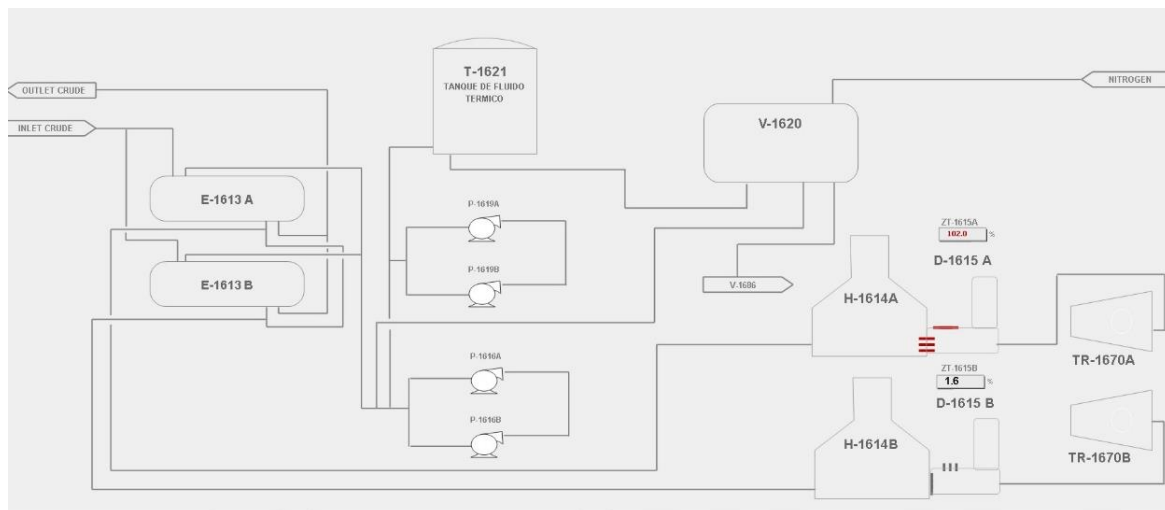 T-1621
TANQUE DE FLUIDO
TERMICO
OUTLET CRUDE
NITROGEN
INLET CRUDE
V-1620
E-1613 A
P-1619A
ZT-1615A
102.0 %
D-1615 A
E-1613 B
P-1619B
V-1686
H-1614A
TR-1670A
P-1616A
ZT-1615B
1.6 %
D-1615 B
P-1616B
H-1614B
TR-1670B